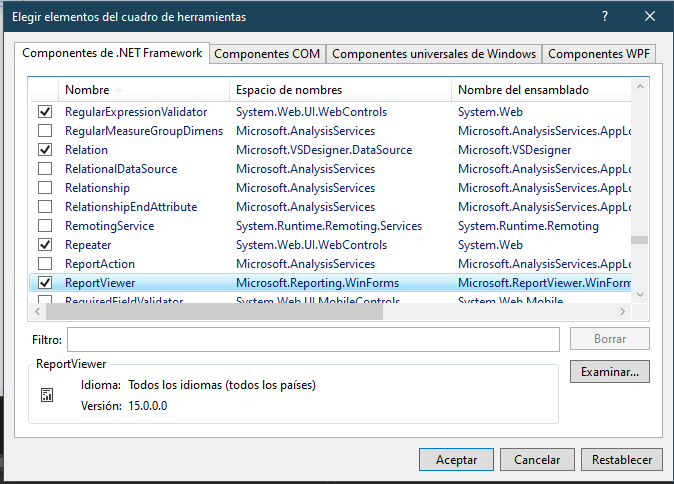 Elegir elementos del cuadro de herramientas
Componentes de .NET Framework Componentes COM Componentes universales de Windows Componentes WPF
Nombre Espacio de nombres Nombre del ensamblado
RegularExpressionValidator System.Web.UI.WebControls System.Web
RegularMeasureGroupDimens Microsoft.AnalysisServices Microsoft.AnalysisServices.AppLo
Relation Microsoft.VSDesigner.DataSource Microsoft.VSDesigner
RelationalDataSource Microsoft.AnalysisServices Microsoft.AnalysisServices.AppLo
Relationship Microsoft.AnalysisServices Microsoft.AnalysisServices.AppLo
RelationshipEndAttribute Microsoft.AnalysisServices Microsoft.AnalysisServices.AppLo
RemotingService System.Runtime.Remoting.Services System.Runtime.Remoting
Repeater System.Web.UI.WebControls System.Web
ReportAction Microsoft.AnalysisServices Microsoft.AnalysisServices.AppLo
ReportViewer Microsoft.Reporting.WinForms Microsoft.ReportViewer.WinForm
RequiredFieldValidator System.Web.UI.MobileControls System.Web.Mobile
Filtro: Borrar
ReportViewer Examinar...
Idioma: Todos los idiomas (todos los países)
Versión: 15.0.0.0
Aceptar Cancelar Restablecer